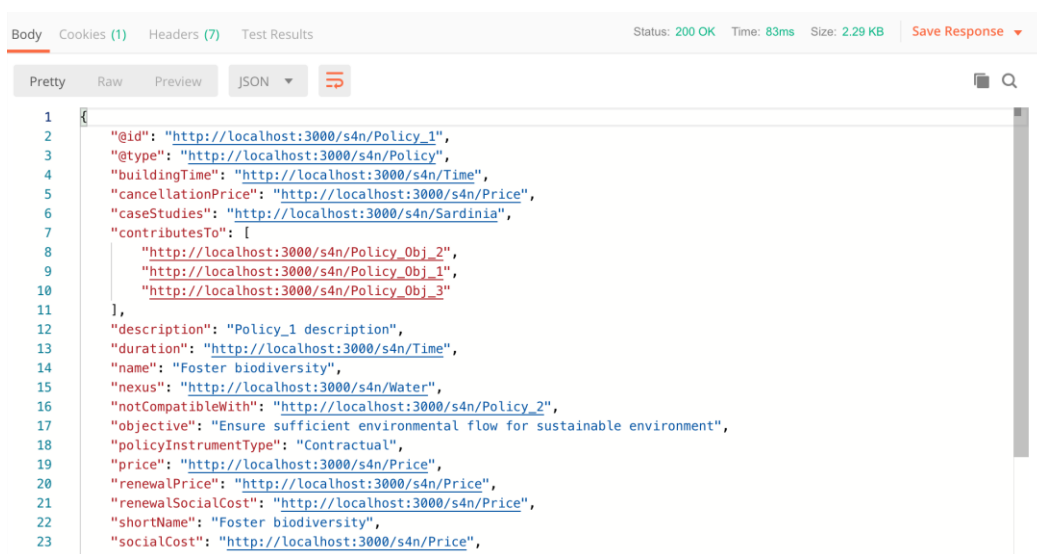 Body Cookies (1) Headers (7) Test Results Status: 200 OK Time: 83ms Size: 2.29 KB Save Response
Pretty Raw Preview JSON
1 {
2 "@id": "http://localhost:3000/s4n/Policy_1",
3 "@type": "http://localhost:3000/s4n/Policy",
4 "buildingTime": "http://localhost:3000/s4n/Time",
5 "cancellationPrice": "http://localhost:3000/s4n/Price",
6 "caseStudies": "http://localhost:3000/s4n/Sardinia",
7 "contributesTo": [
8 "http://localhost:3000/s4n/Policy_Obj_2",
9 "http://localhost:3000/s4n/Policy_Obj_1",
10 "http://localhost:3000/s4n/Policy_Obj_3"
11 ],
12 "description": "Policy_1 description",
13 "duration": "http://localhost:3000/s4n/Time",
14 "name": "Foster biodiversity",
15 "nexus": "http://localhost:3000/s4n/Water",
16 "notCompatibleWith": "http://localhost:3000/s4n/Policy_2",
17 "objective": "Ensure sufficient environmental flow for sustainable environment",
18 "policyInstrumentType": "Contractual",
19 "price": "http://localhost:3000/s4n/Price",
20 "renewalPrice": "http://localhost:3000/s4n/Price",
21 "renewalSocialCost": "http://localhost:3000/s4n/Price",
22 "shortName": "Foster biodiversity",
23 "socialCost": "http://localhost:3000/s4n/Price",